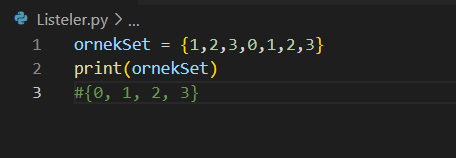 Listeler.py > ...
1 ornekSet = {1,2,3,0,1,2,3}
2 print(ornekSet)
3 #{0, 1, 2, 3}